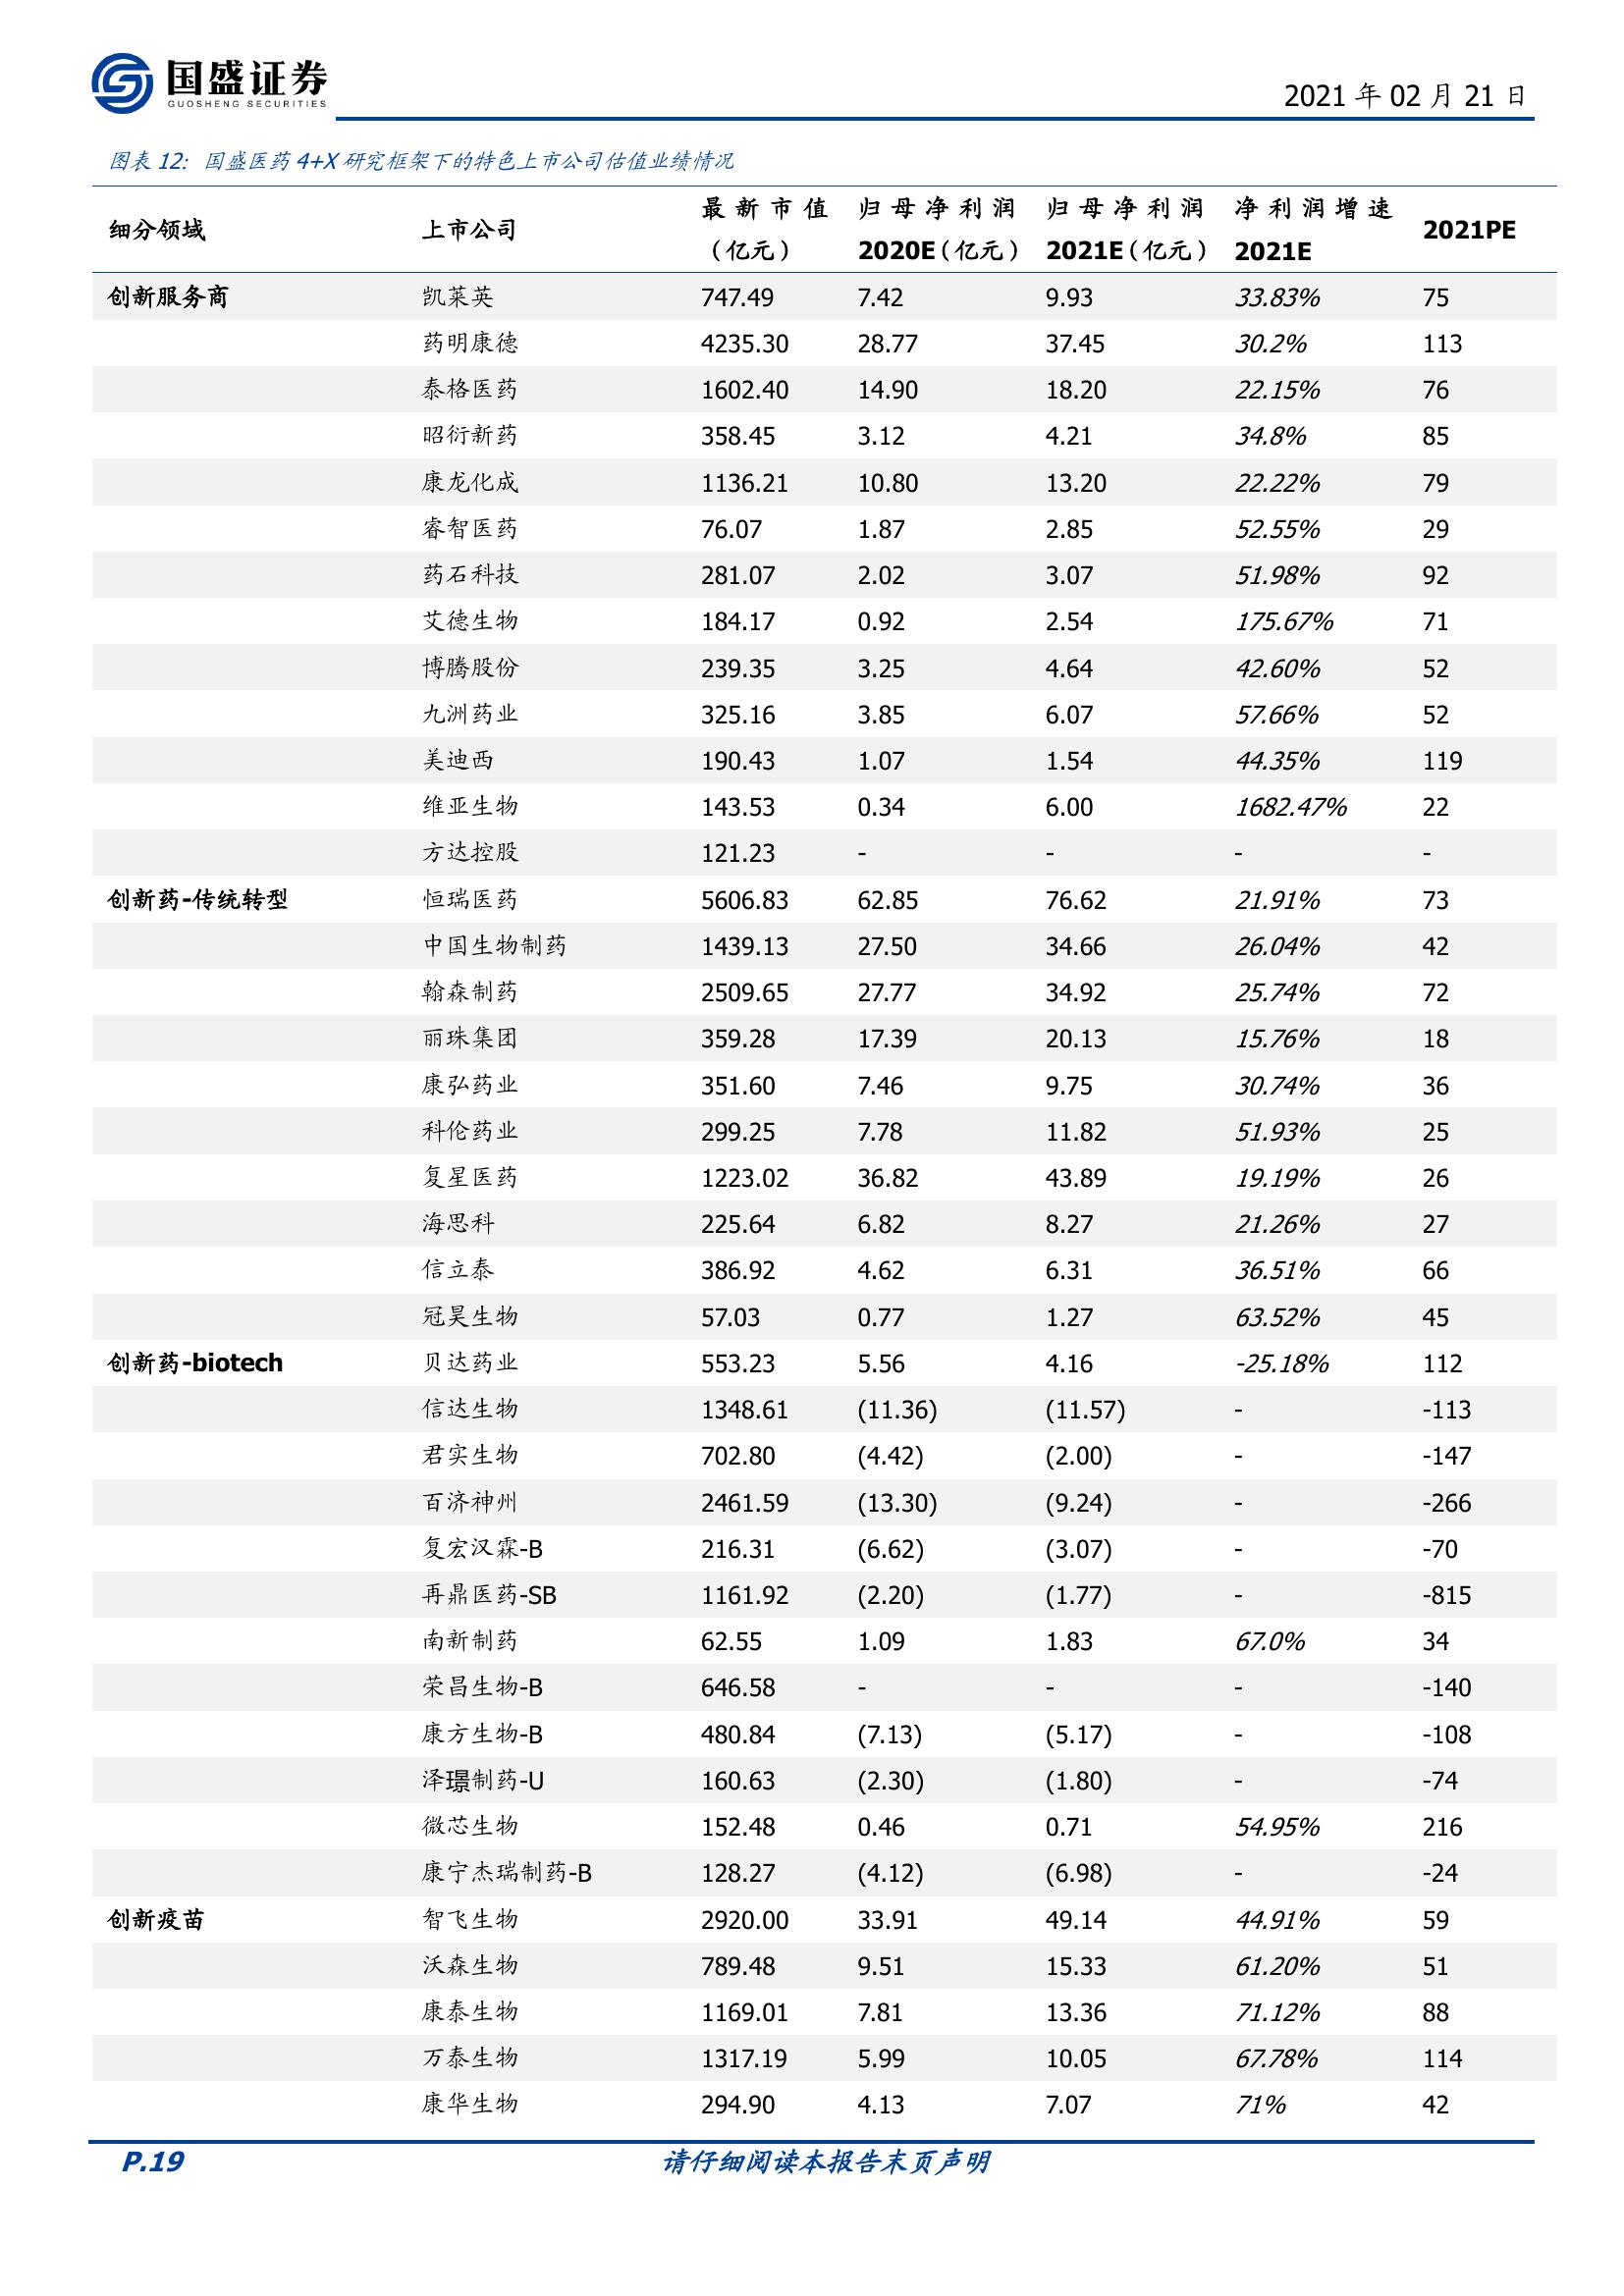 国盛证券
GUOSHENG SECURITIES
2021 年 02 月 21 日
图表 12： 国盛医药 4+X 研究框架下的特色上市公司估值业绩情况
细分领域 上市公司 最新市值（亿元） 归母净利润 2020E（亿元） 归母净利润 2021E（亿元） 净利润增速 2021E 2021PE
创新服务商 凯莱英 747.49 7.42 9.93 33.83% 75
药明康德 4235.30 28.77 37.45 30.2% 113
泰格医药 1602.40 14.90 18.20 22.15% 76
昭衍新药 358.45 3.12 4.21 34.8% 85
康龙化成 1136.21 10.80 13.20 22.22% 79
睿智医药 76.07 1.87 2.85 52.55% 29
药石科技 281.07 2.02 3.07 51.98% 92
艾德生物 184.17 0.92 2.54 175.67% 71
博腾股份 239.35 3.25 4.64 42.60% 52
九洲药业 325.16 3.85 6.07 57.66% 52
美迪西 190.43 1.07 1.54 44.35% 119
维亚生物 143.53 0.34 6.00 1682.47% 22
方达控股 121.23 - - - -
创新药-传统转型 恒瑞医药 5606.83 62.85 76.62 21.91% 73
中国生物制药 1439.13 27.50 34.66 26.04% 42
翰森制药 2509.65 27.77 34.92 25.74% 72
丽珠集团 359.28 17.39 20.13 15.76% 18
康弘药业 351.60 7.46 9.75 30.74% 36
科伦药业 299.25 7.78 11.82 51.93% 25
复星医药 1223.02 36.82 43.89 19.19% 26
海思科 225.64 6.82 8.27 21.26% 27
信立泰 386.92 4.62 6.31 36.51% 66
冠昊生物 57.03 0.77 1.27 63.52% 45
创新药-biotech 贝达药业 553.23 5.56 4.16 -25.18% 112
信达生物 1348.61 (11.36) (11.57) - -113
君实生物 702.80 (4.42) (2.00) - -147
百济神州 2461.59 (13.30) (9.24) - -266
复宏汉霖-B 216.31 (6.62) (3.07) - -70
再鼎医药-SB 1161.92 (2.20) (1.77) - -815
南新制药 62.55 1.09 1.83 67.0% 34
荣昌生物-B 646.58 - - - -140
康方生物-B 480.84 (7.13) (5.17) - -108
泽璟制药-U 160.63 (2.30) (1.80) - -74
微芯生物 152.48 0.46 0.71 54.95% 216
康宁杰瑞制药-B 128.27 (4.12) (6.98) - -24
创新疫苗 智飞生物 2920.00 33.91 49.14 44.91% 59
沃森生物 789.48 9.51 15.33 61.20% 51
康泰生物 1169.01 7.81 13.36 71.12% 88
万泰生物 1317.19 5.99 10.05 67.78% 114
康华生物 294.90 4.13 7.07 71% 42
P.19 请仔细阅读本报告末页声明